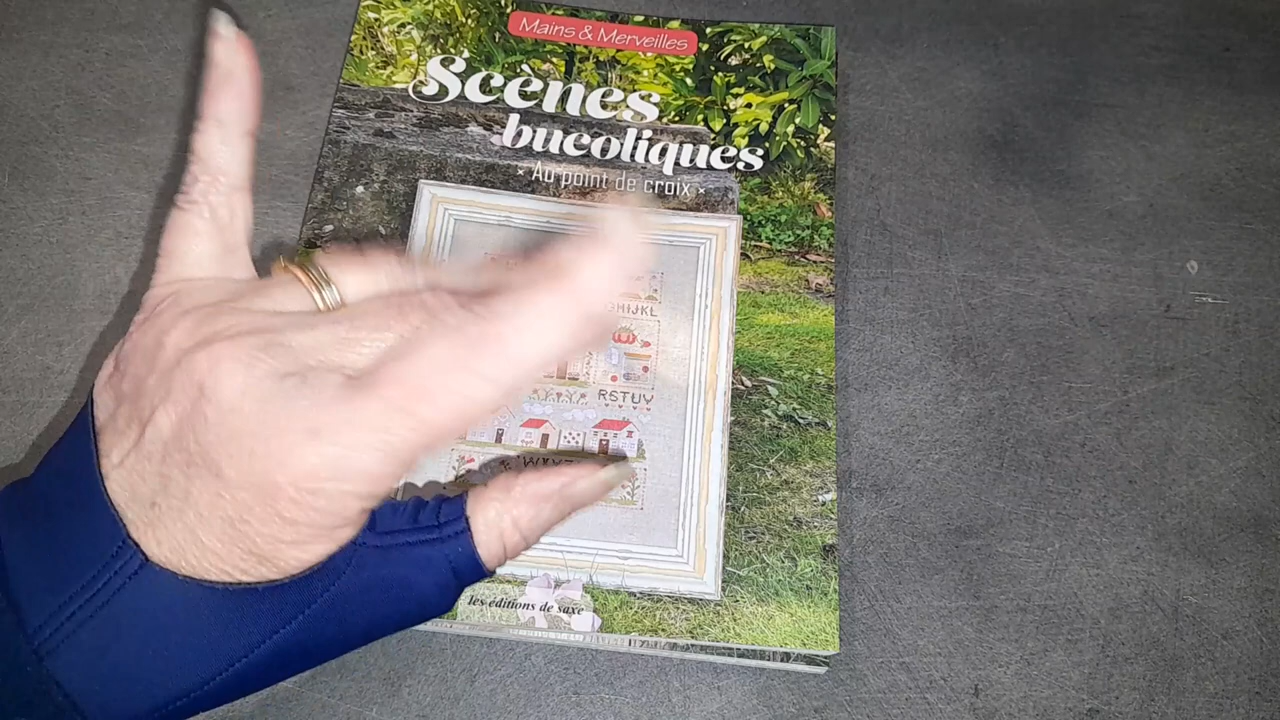 Mains & Merveilles
Scènes
bucoliques
× Au point de croix ×
GHIJKL
RSTUV
les éditions de saxe